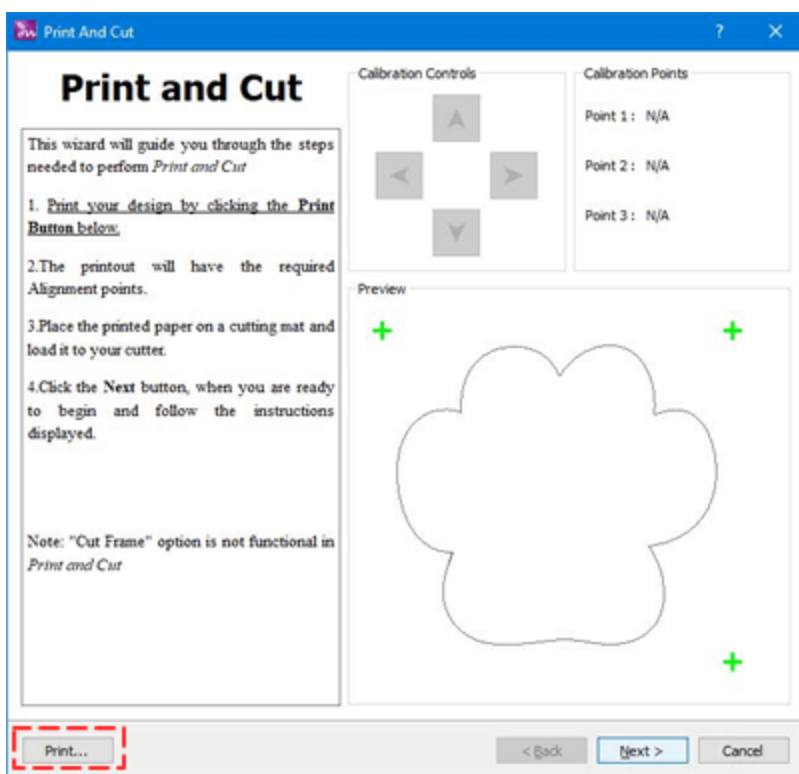 Print And Cut
?
Print and Cut
This wizard will guide you through the steps
needed to perform Print and Cut
1. Print your design by clicking the Print
Button below.
2.The printout will have the required
Alignment points.
3.Place the printed paper on a cutting mat and
load it to your cutter.
4.Click the Next button, when you are ready
to begin and follow the instructions
displayed.
Note: "Cut Frame" option is not functional in
Print and Cut
Calibration Controls
Calibration Points
Point 1 : N/A
Point 2 : N/A
Point 3 : N/A
Preview
Print...
< Back
Next >
Cancel